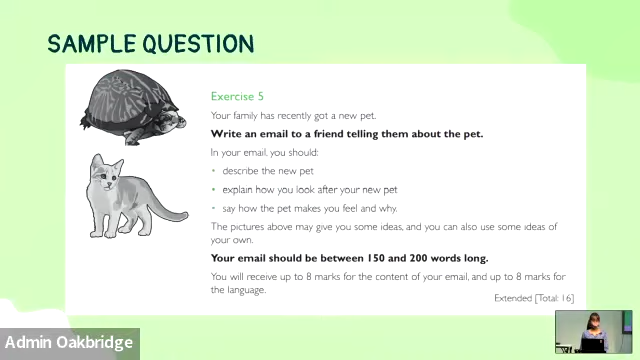 SAMPLE QUESTION
Exercise 5
Your family has recently got a new pet.
Write an email to a friend telling them about the pet.
In your email, you should:
• describe the new pet
• explain how you look after your new pet
• say how the pet makes you feel and why.
The pictures above may give you some ideas, and you can also use some ideas of
your own.
Your email should be between 150 and 200 words long.
You will receive up to 8 marks for the content of your email, and up to 8 marks for
the language.
Extended [Total: 16]
Admin Oakbridge